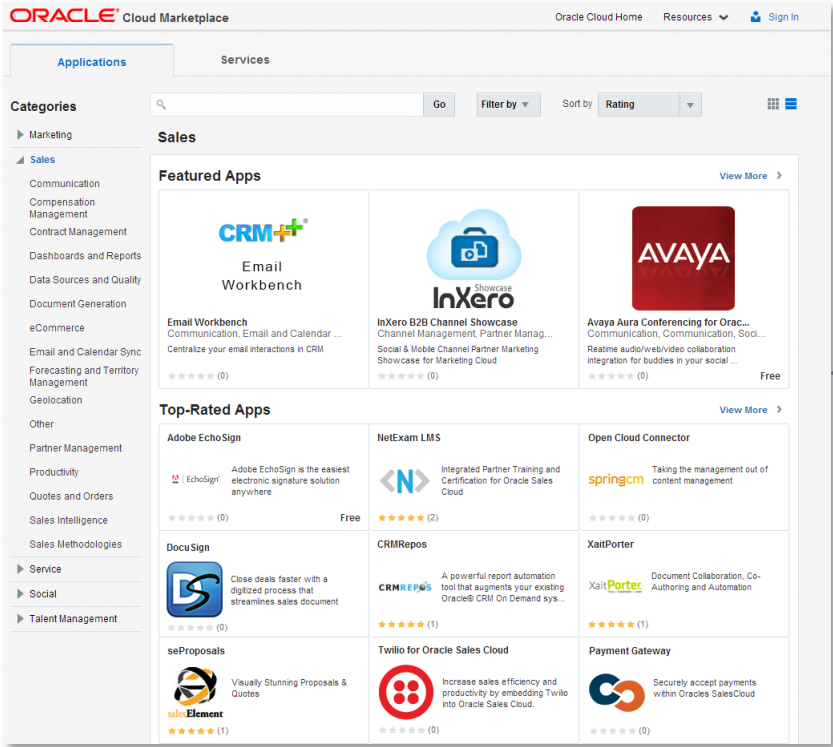 ORACLE Cloud Marketplace
Oracle Cloud Home Resources Sign In
Applications Services
Categories
Go
Filter by
Sort by Rating
Marketing
Sales
Communication
Compensation
Management
Contract Management
Dashboards and Reports
Data Sources and Quality
Document Generation
eCommerce
Email and Calendar Sync
Forecasting and Territory
Management
Geolocation
Other
Partner Management
Productivity
Quotes and Orders
Sales Intelligence
Sales Methodologies
Service
Social
Talent Management
Sales
Featured Apps View More
CRM++
Email
Workbench
Email Workbench
Communication, Email and Calendar ...
Centralize your email interactions in CRM
(0)
Showcase
InXero
InXero B2B Channel Showcase
Channel Management, Partner Manag...
Social & Mobile Channel Partner Marketing
Showcase for Marketing Cloud
(0)
AVAYA
Avaya Aura Conferencing for Orac...
Communication, Communication, Soci...
Reatime audio/web/video collaboration
integration for buddies in your social ...
(0) Free
Top-Rated Apps View More
Adobe EchoSign
EchoSign
Adobe EchoSign is the easiest
electronic signature solution
anywhere
(0) Free
NetExam LMS
<N>
Integrated Partner Training and
Certification for Oracle Sales
Cloud
(2)
Open Cloud Connector
springcm
Taking the management out of
content management
(0)
DocuSign
DS
Close deals faster with a
digitized process that
streamlines sales document
(0)
CRMRepos
CRMREPOS
A powerful report automation
tool that augments your existing
Oracle® CRM On Demand sys...
(1)
XaitPorter
XaitPorter.
Document Collaboration, Co-
Authoring and Automation
(1)
seProposals
salesElement
Visually Stunning Proposals &
Quotes
(1)
Twilio for Oracle Sales Cloud
Increase sales efficiency and
productivity by embedding Twilio
into Oracle Sales Cloud.
(0)
Payment Gateway
Securely accept payments
within Oracles SalesCloud
(0)